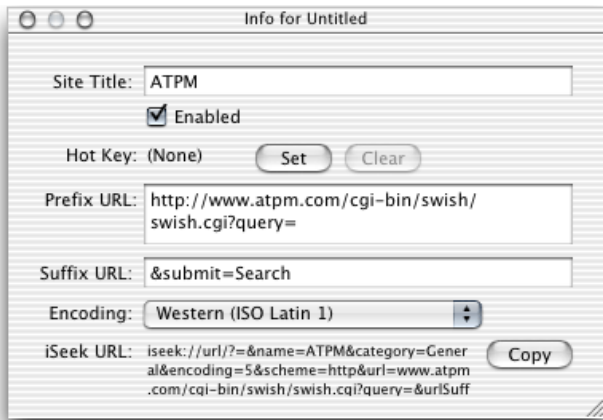 Info for Untitled
Site Title: ATPM
Enabled
Hot Key: (None) Set Clear
Prefix URL: http://www.atpm.com/cgi-bin/swish/
swish.cgi?query=
Suffix URL: &submit=Search
Encoding: Western (ISO Latin 1)
iSeek URL: iseek://url/?=&name=ATPM&category=Gener
al&encoding=5&scheme=http&url=www.atpm
.com/cgi-bin/swish/swish.cgi?query=&urlSuff
Copy